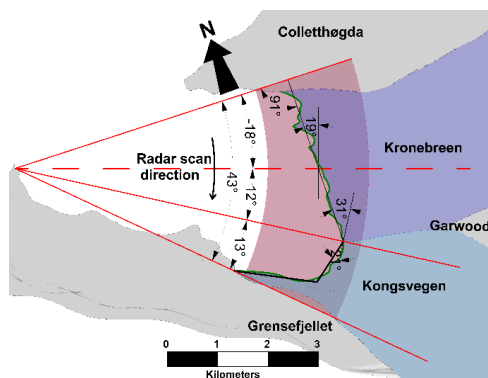 N
Colletthøgda
91°
-18°
19°
Kronebreen
Radar scan
direction
43°
12°
31°
13°
Garwood
Kongsvegen
Grensefjellet
0 1 2 3
Kilometers